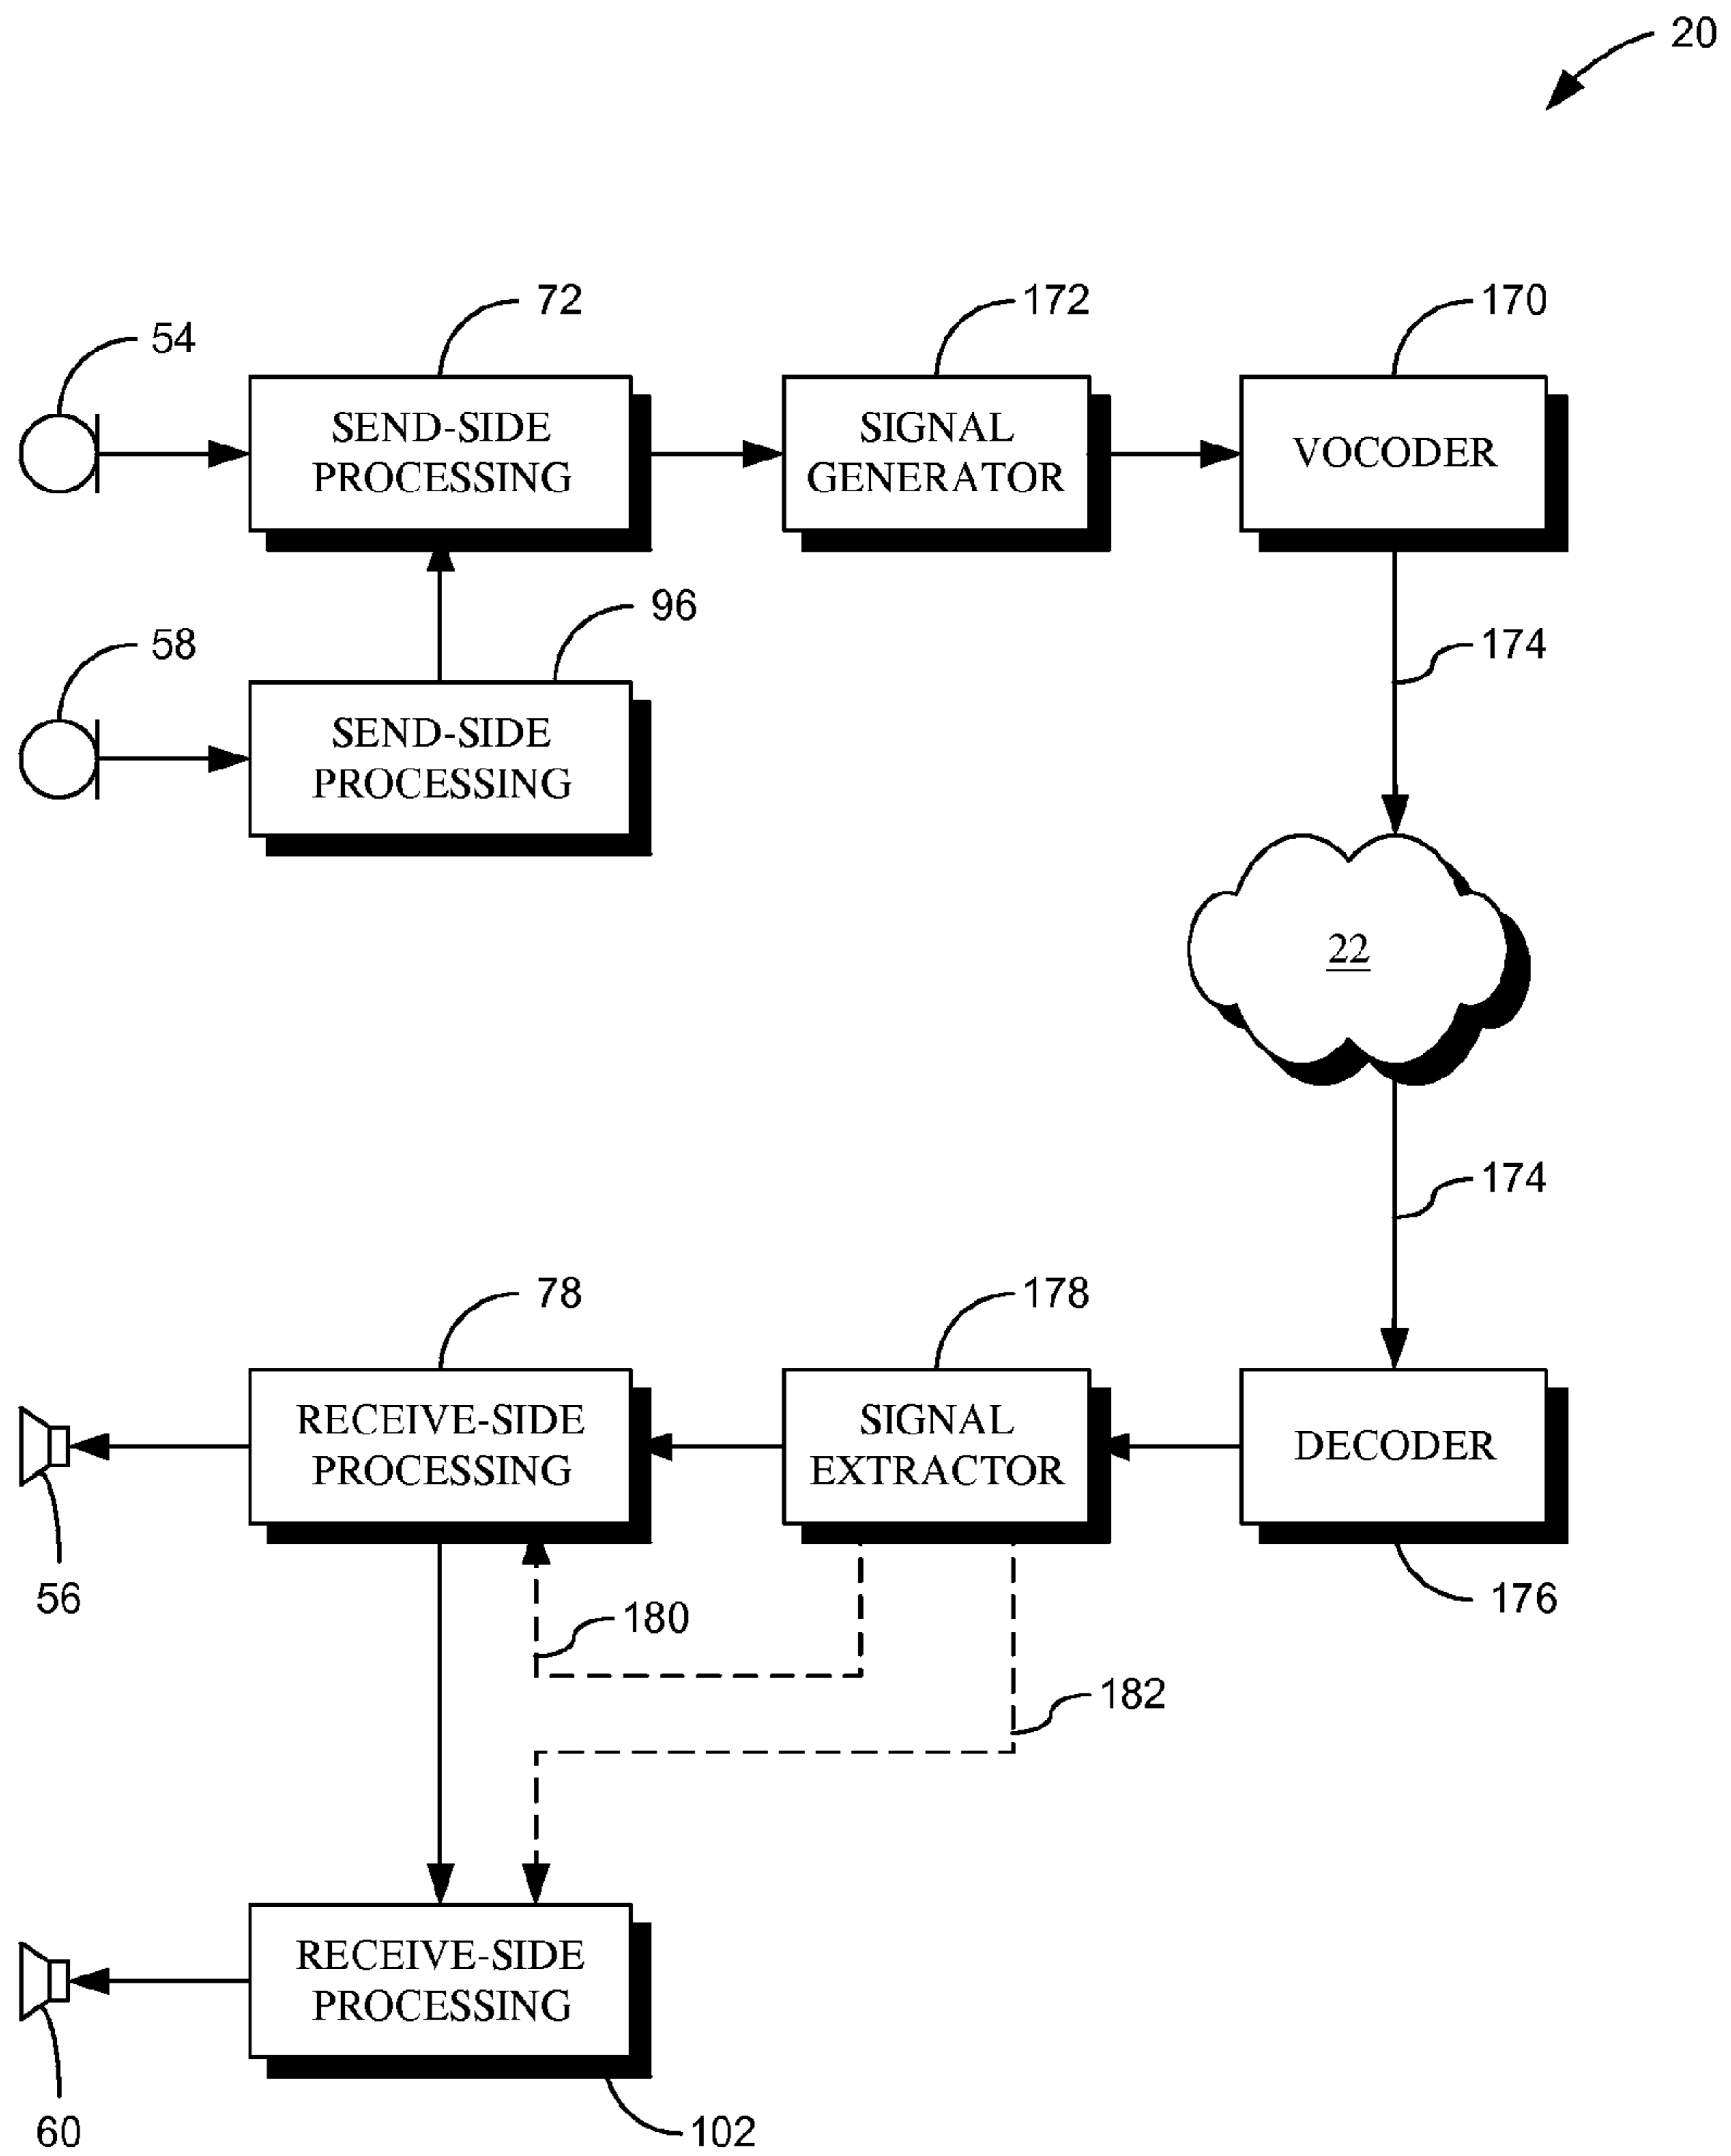 20
72
172
170
54
SEND-SIDE
PROCESSING
SIGNAL
GENERATOR
VOCODER
96
58
174
SEND-SIDE
PROCESSING
22
174
78
178
RECEIVE-SIDE
PROCESSING
SIGNAL
EXTRACTOR
DECODER
56
180
176
182
RECEIVE-SIDE
PROCESSING
60
102